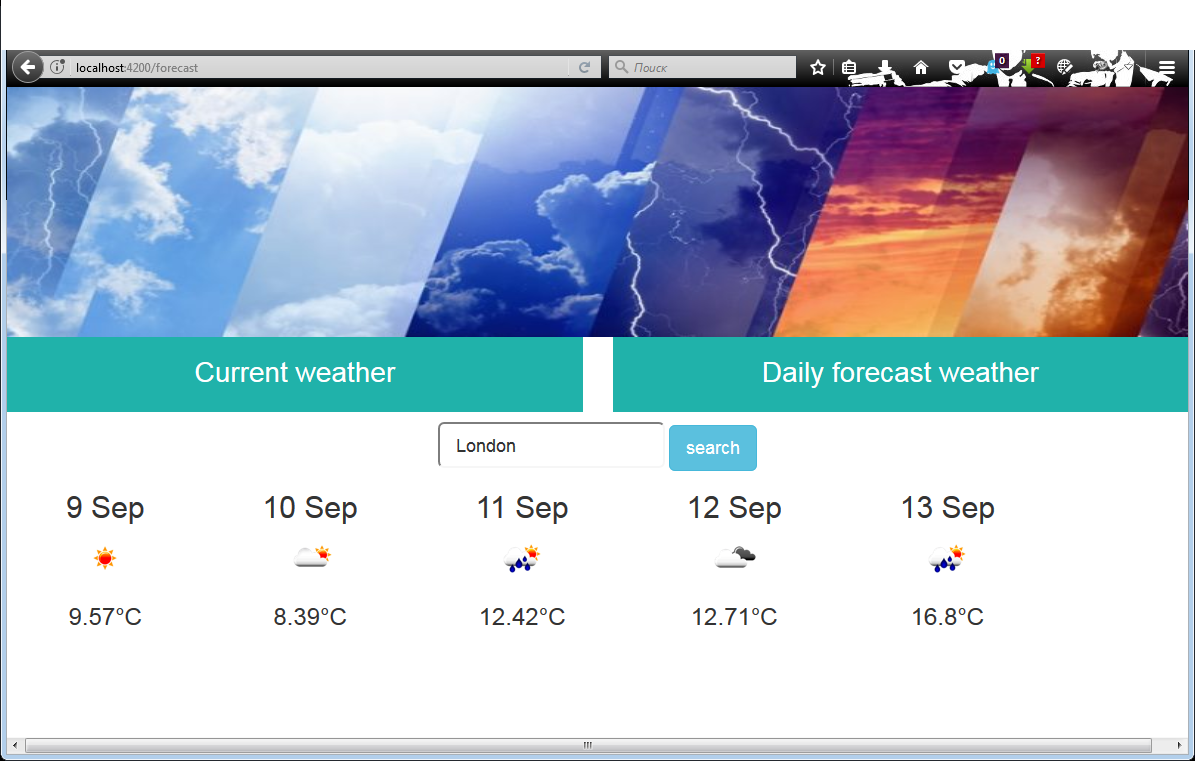 localhost:4200/forecast
Поиск
0
?
Current weather
Daily forecast weather
London
search
9 Sep
10 Sep
11 Sep
12 Sep
13 Sep
9.57°C
8.39°C
12.42°C
12.71°C
16.8°C